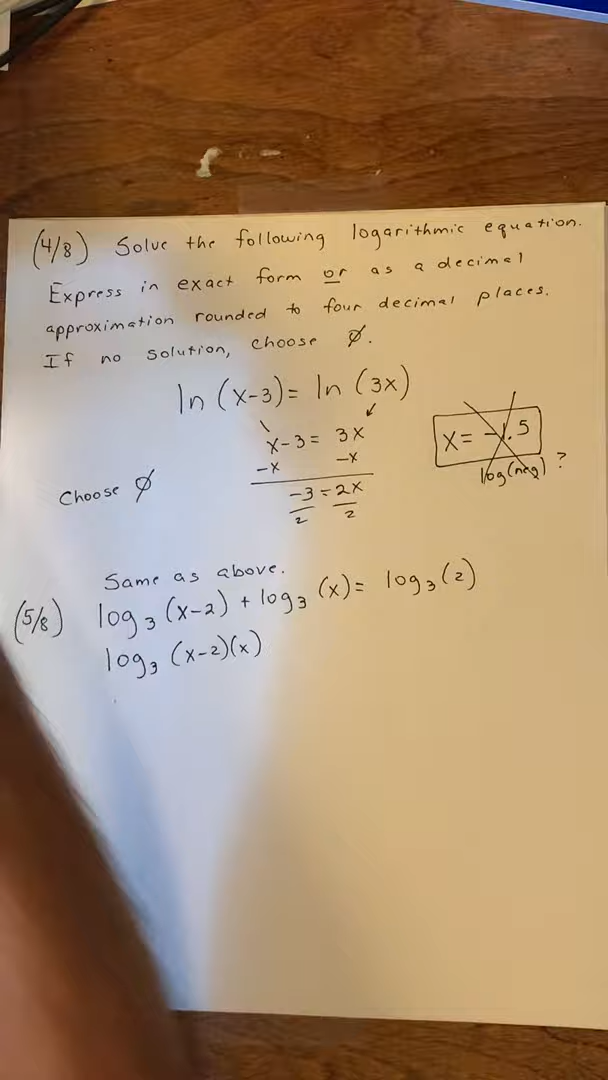 (4/8) Solve the following logarithmic equation.
Express in exact form or as a decimal
approximation rounded to four decimal places.
If no solution, choose ∅.
ln (x-3) = ln (3x)
x-3 = 3x
-x -x
-3 = 2x
2 2
x = -1.5
log(neg) ?
Choose ∅
Same as above.
(5/8) log₃ (x-2) + log₃ (x) = log₃ (2)
log₃ (x-2)(x)